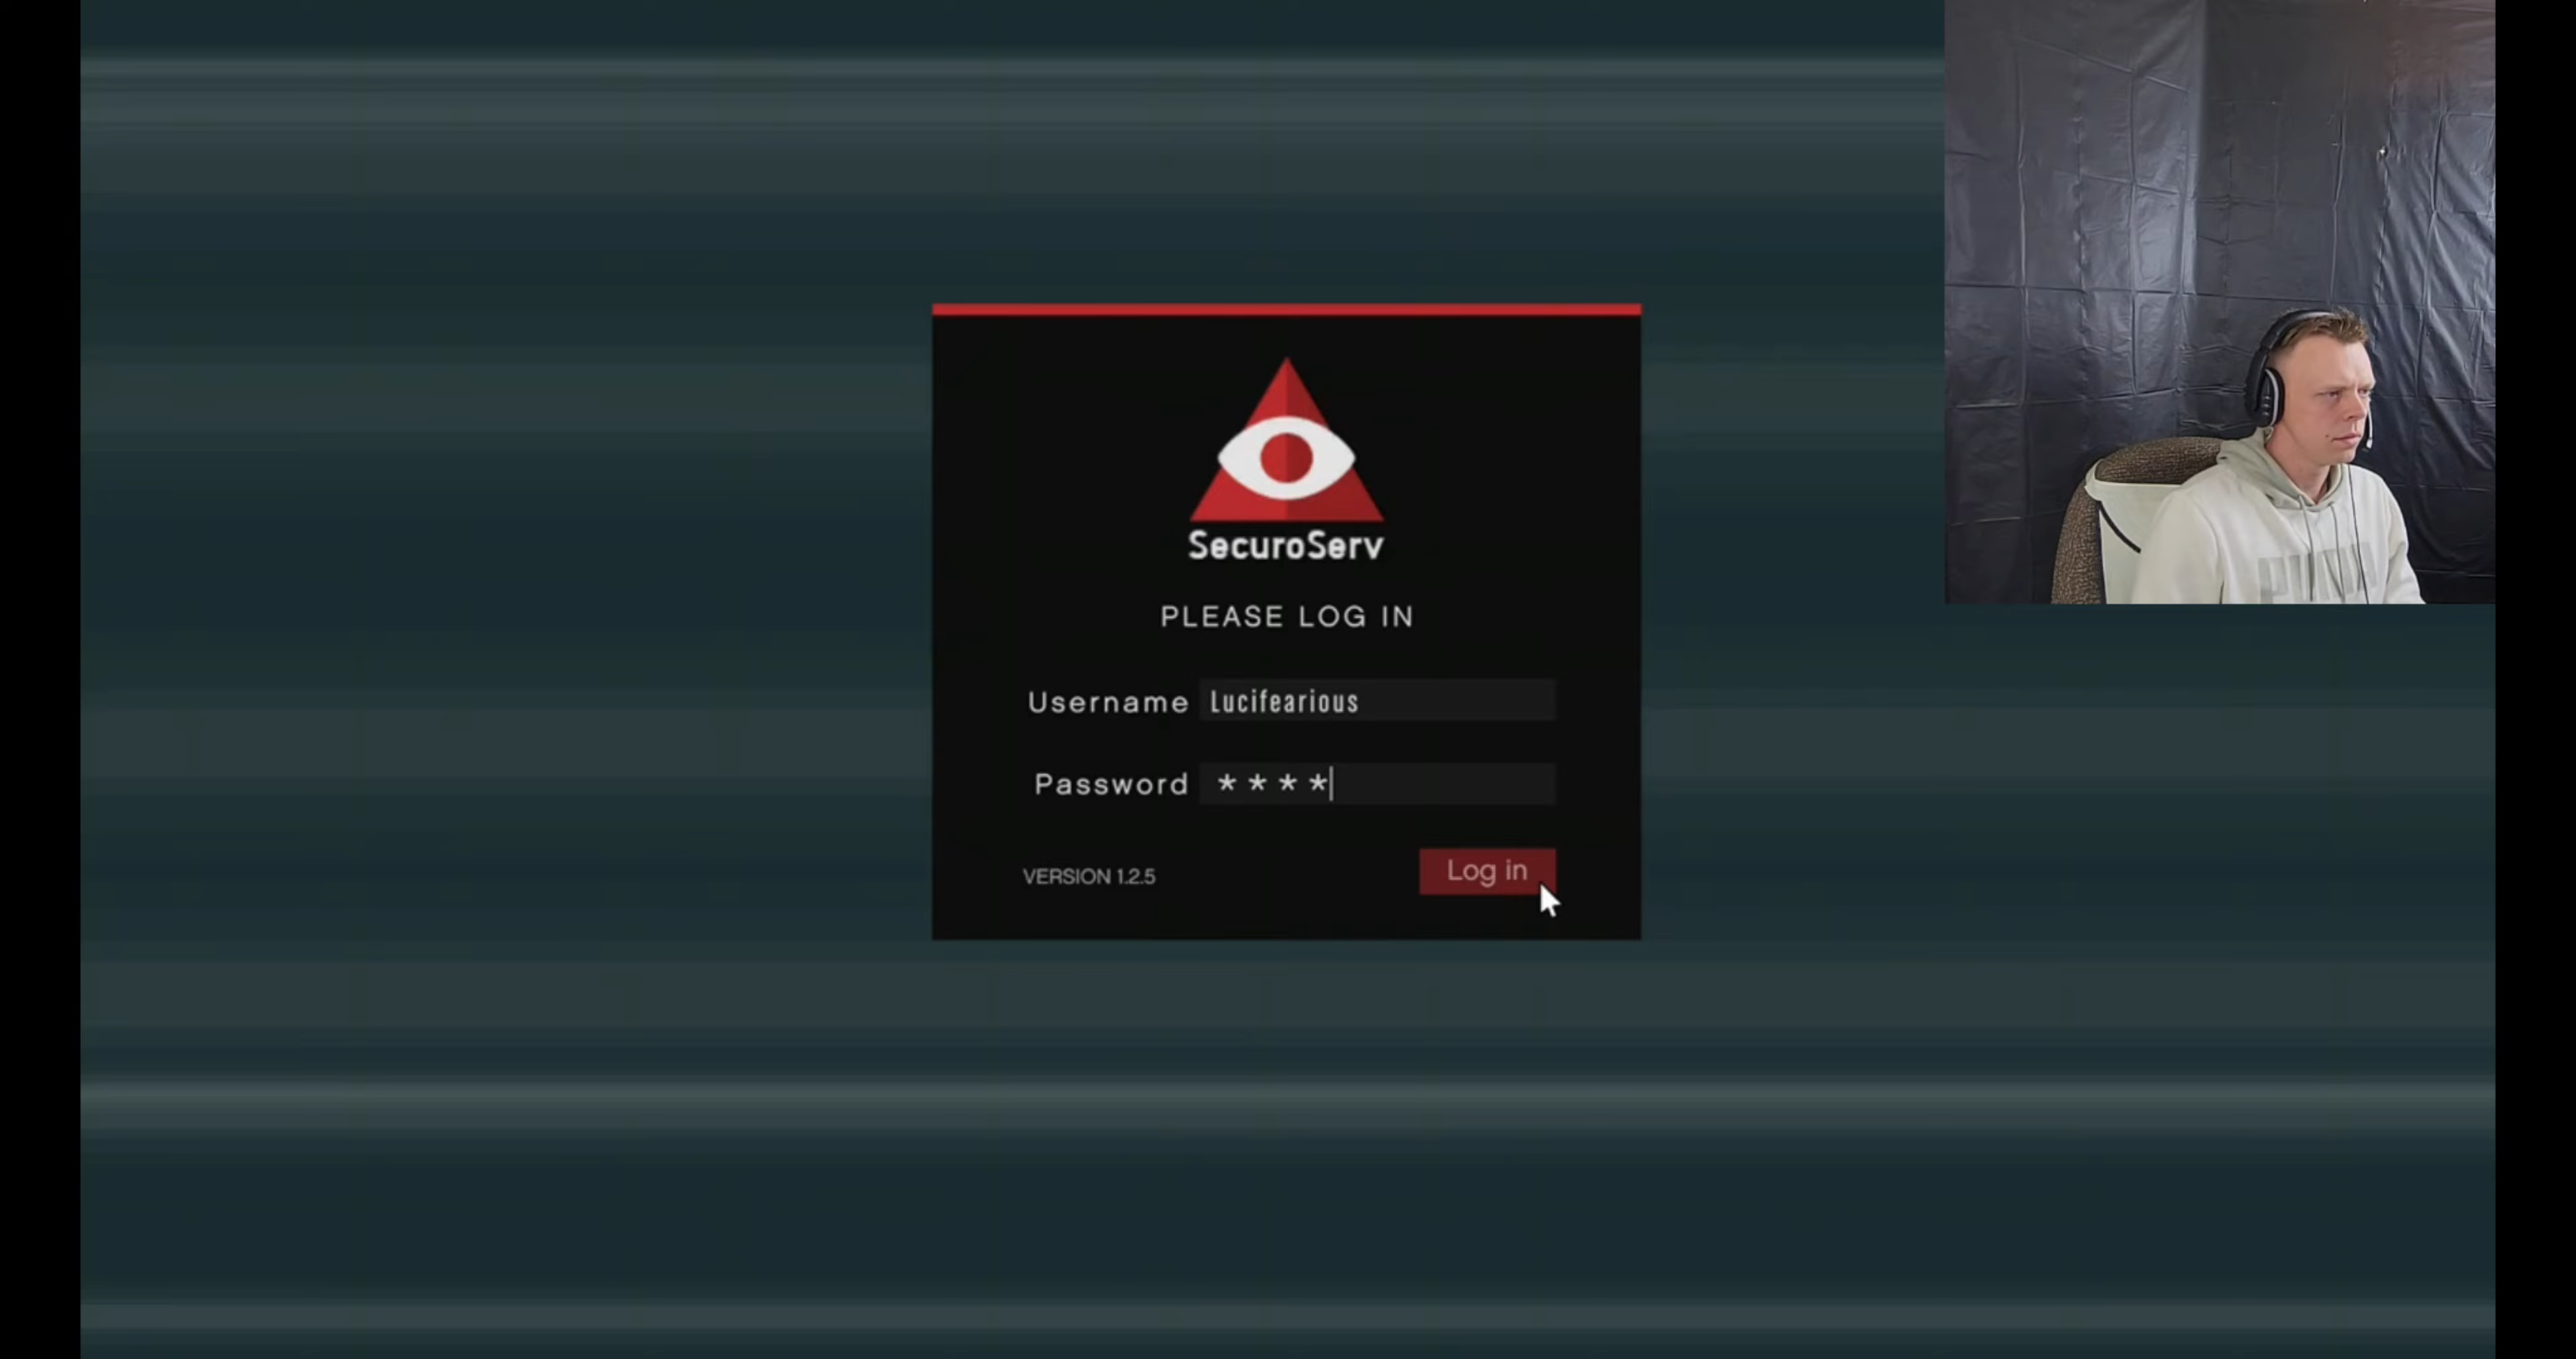 SecuroServ
PLEASE LOG IN
Username Lucifearious
Password * * * *
VERSION 1.2.5
Log in